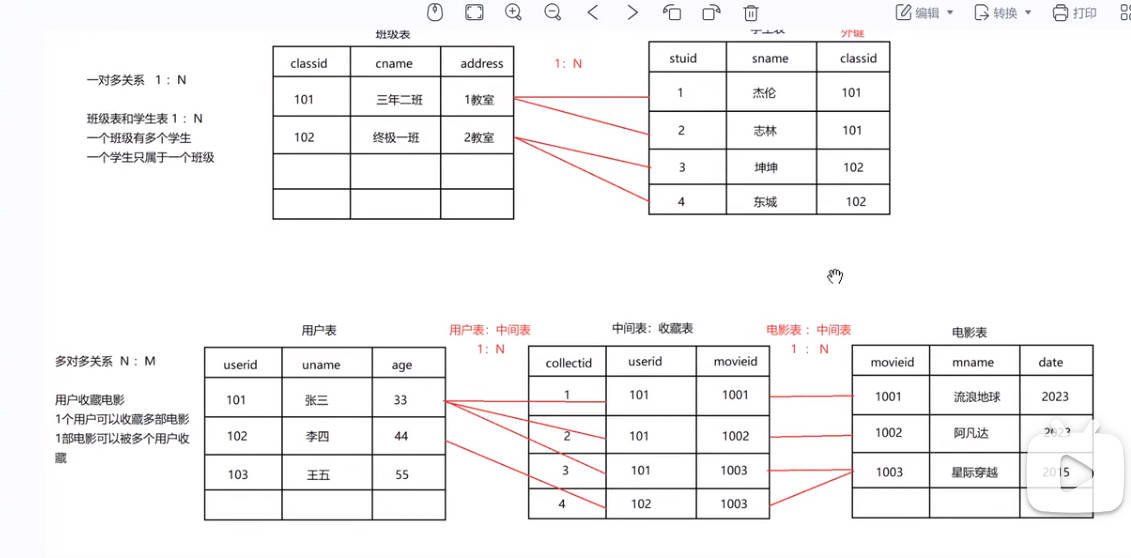 编辑 转换 打印
班级表
外键
classid cname address
1：N
stuid sname classid
一对多关系 1：N
101 三年二班 1教室
1 杰伦 101
班级表和学生表 1：N
一个班级有多个学生
一个学生只属于一个班级
102 终极一班 2教室
2 志林 101
3 坤坤 102
4 东城 102
用户表
用户表：中间表
1：N
中间表：收藏表
电影表：中间表
1：N
电影表
多对多关系 N：M
userid uname age
collectid userid movieid
movieid mname date
用户收藏电影
1个用户可以收藏多部电影
1部电影可以被多个用户收
藏
101 张三 33
1 101 1001
1001 流浪地球 2023
102 李四 44
2 101 1002
1002 阿凡达 2023
103 王五 55
3 101 1003
1003 星际穿越 2015
4 102 1003